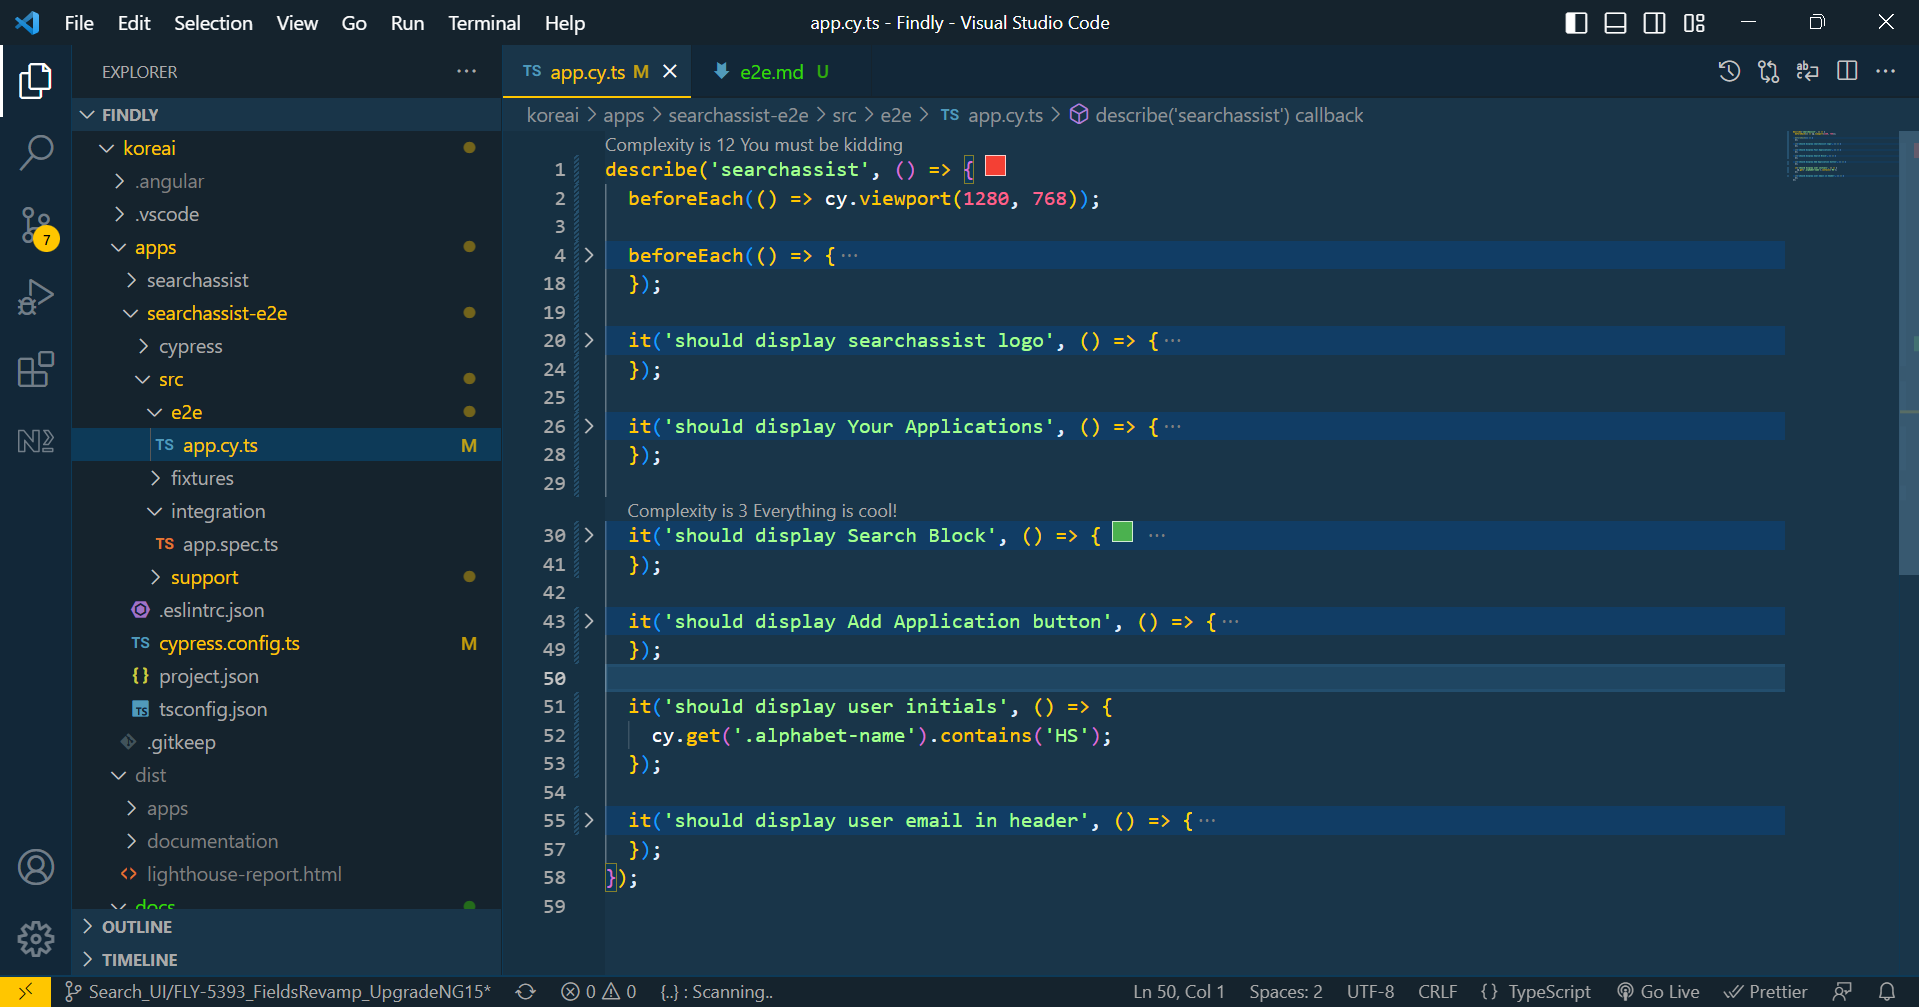 File Edit Selection View Go Run Terminal Help
app.cy.ts - Findly - Visual Studio Code
EXPLORER
FINDLY
koreai
.angular
.vscode
apps
searchassist
searchassist-e2e
cypress
src
e2e
TS app.cy.ts M
fixtures
integration
TS app.spec.ts
support
.eslintrc.json
TS cypress.config.ts M
{} project.json
TS tsconfig.json
.gitkeep
dist
apps
documentation
<> lighthouse-report.html
docs
OUTLINE
TIMELINE
7
TS app.cy.ts M
e2e.md U
koreai > apps > searchassist-e2e > src > e2e > TS app.cy.ts > describe('searchassist') callback
Complexity is 12 You must be kidding
1 describe('searchassist', () => {
2 beforeEach(() => cy.viewport(1280, 768));
3
4 beforeEach(() => {···
18 });
19
20 it('should display searchassist logo', () => {···
24 });
25
26 it('should display Your Applications', () => {···
28 });
29
Complexity is 3 Everything is cool!
30 it('should display Search Block', () => { ···
41 });
42
43 it('should display Add Application button', () => {···
49 });
50
51 it('should display user initials', () => {
52 cy.get('.alphabet-name').contains('HS');
53 });
54
55 it('should display user email in header', () => {···
57 });
58 });
59
Search_UI/FLY-5393_FieldsRevamp_UpgradeNG15* 0 0 {..} : Scanning.. Ln 50, Col 1 Spaces: 2 UTF-8 CRLF {} TypeScript Go Live Prettier